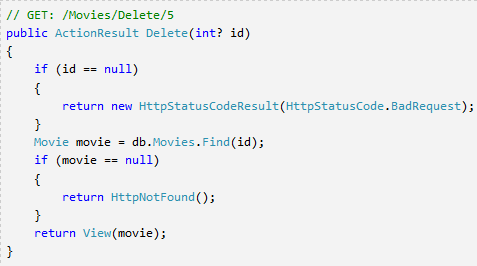 // GET: /Movies/Delete/5
public ActionResult Delete(int? id)
{
    if (id == null)
    {
        return new HttpStatusCodeResult(HttpStatusCode.BadRequest);
    }
    Movie movie = db.Movies.Find(id);
    if (movie == null)
    {
        return HttpNotFound();
    }
    return View(movie);
}